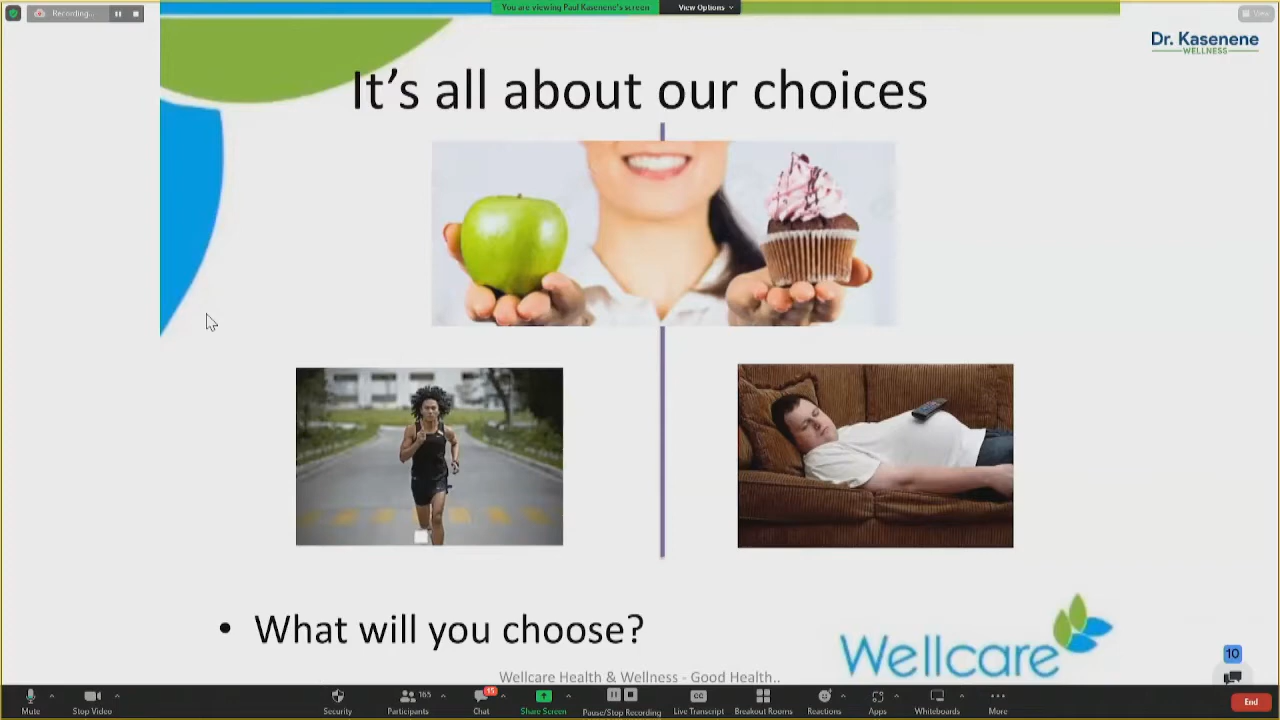 Recording...
You are viewing Paul Kasenene's screen
View Options
View
Dr. Kasenene
WELLNESS
It's all about our choices
• What will you choose?
Wellcare
Wellcare Health & Wellness - Good Health..
10
Mute
Stop Video
Security
165
Participants
15
Chat
Share Screen
Pause/Stop Recording
CC
Live Transcript
Breakout Rooms
Reactions
Apps
Whiteboards
More
End